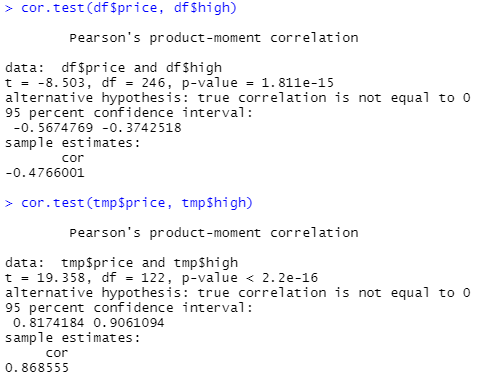 > cor.test(df$price, df$high)
Pearson's product-moment correlation
data:  df$price and df$high
t = -8.503, df = 246, p-value = 1.811e-15
alternative hypothesis: true correlation is not equal to 0
95 percent confidence interval:
-0.5674769 -0.3742518
sample estimates:
cor
-0.4766001
> cor.test(tmp$price, tmp$high)
Pearson's product-moment correlation
data:  tmp$price and tmp$high
t = 19.358, df = 122, p-value < 2.2e-16
alternative hypothesis: true correlation is not equal to 0
95 percent confidence interval:
0.8174184 0.9061094
sample estimates:
cor
0.868555